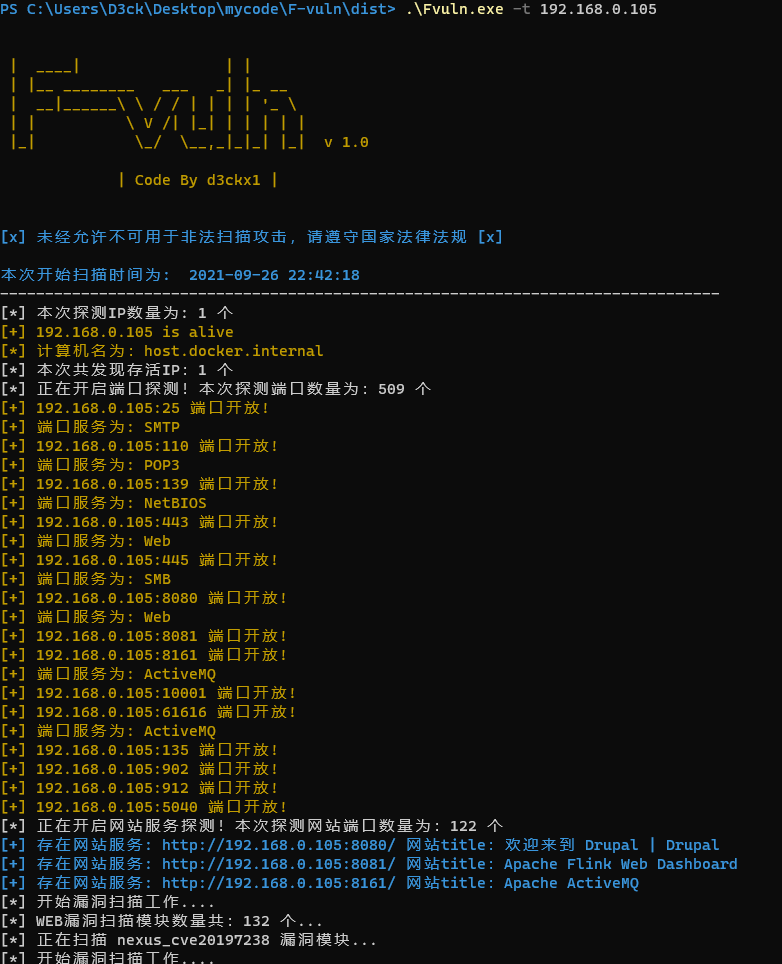 PS C:\Users\D3ck\Desktop\mycode\F-vuln\dist> .\Fvuln.exe -t 192.168.0.105
 |  ____|                | |
 | |__ ________   ___   _| |_ __
 |  __|______\ \ / / | | | | '_ \
 | |          \ V /| |_| | | | | |
 |_|           \_/  \__,_|_|_| |_|  v 1.0
| Code By d3ckx1 |
[x] 未经允许不可用于非法扫描攻击, 请遵守国家法律法规 [x]
本次开始扫描时间为:  2021-09-26 22:42:18
--------------------------------------------------------------------------------
[*] 本次探测IP数量为: 1 个
[+] 192.168.0.105 is alive
[*] 计算机名为: host.docker.internal
[*] 本次共发现存活IP: 1 个
[*] 正在开启端口探测! 本次探测端口数量为: 509 个
[+] 192.168.0.105:25 端口开放!
[+] 端口服务为: SMTP
[+] 192.168.0.105:110 端口开放!
[+] 端口服务为: POP3
[+] 192.168.0.105:139 端口开放!
[+] 端口服务为: NetBIOS
[+] 192.168.0.105:443 端口开放!
[+] 端口服务为: Web
[+] 192.168.0.105:445 端口开放!
[+] 端口服务为: SMB
[+] 192.168.0.105:8080 端口开放!
[+] 端口服务为: Web
[+] 192.168.0.105:8081 端口开放!
[+] 192.168.0.105:8161 端口开放!
[+] 端口服务为: ActiveMQ
[+] 192.168.0.105:10001 端口开放!
[+] 192.168.0.105:61616 端口开放!
[+] 端口服务为: ActiveMQ
[+] 192.168.0.105:135 端口开放!
[+] 192.168.0.105:902 端口开放!
[+] 192.168.0.105:912 端口开放!
[+] 192.168.0.105:5040 端口开放!
[*] 正在开启网站服务探测! 本次探测网站端口数量为: 122 个
[+] 存在网站服务: http://192.168.0.105:8080/ 网站title: 欢迎来到 Drupal | Drupal
[+] 存在网站服务: http://192.168.0.105:8081/ 网站title: Apache Flink Web Dashboard
[+] 存在网站服务: http://192.168.0.105:8161/ 网站title: Apache ActiveMQ
[*] 开始漏洞扫描工作....
[*] WEB漏洞扫描模块数量共: 132 个...
[*] 正在扫描 nexus_cve20197238 漏洞模块...
[*] 开始漏洞扫描工作....